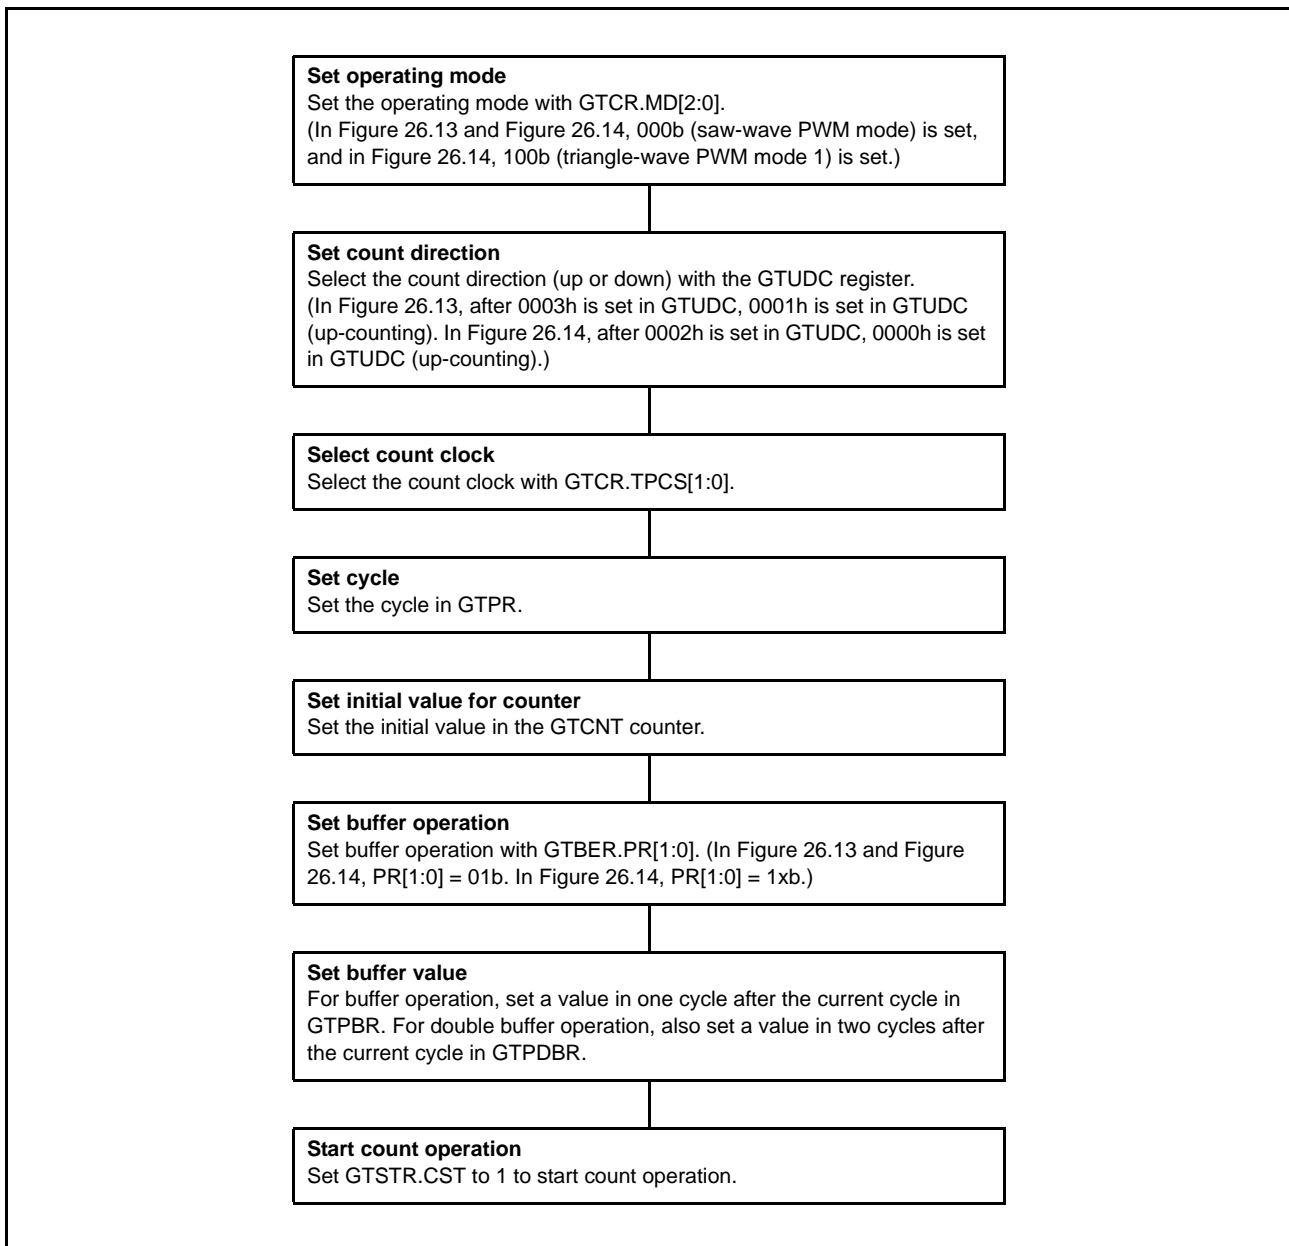 Set operating mode
Set the operating mode with GTCR.MD[2:0].
(In Figure 26.13 and Figure 26.14, 000b (saw-wave PWM mode) is set,
and in Figure 26.14, 100b (triangle-wave PWM mode 1) is set.)
Set count direction
Select the count direction (up or down) with the GTUDC register.
(In Figure 26.13, after 0003h is set in GTUDC, 0001h is set in GTUDC
(up-counting). In Figure 26.14, after 0002h is set in GTUDC, 0000h is set
in GTUDC (up-counting).)
Select count clock
Select the count clock with GTCR.TPCS[1:0].
Set cycle
Set the cycle in GTPR.
Set initial value for counter
Set the initial value in the GTCNT counter.
Set buffer operation
Set buffer operation with GTBER.PR[1:0]. (In Figure 26.13 and Figure
26.14, PR[1:0] = 01b. In Figure 26.14, PR[1:0] = 1xb.)
Set buffer value
For buffer operation, set a value in one cycle after the current cycle in
GTPBR. For double buffer operation, also set a value in two cycles after
the current cycle in GTPDBR.
Start count operation
Set GTSTR.CST to 1 to start count operation.